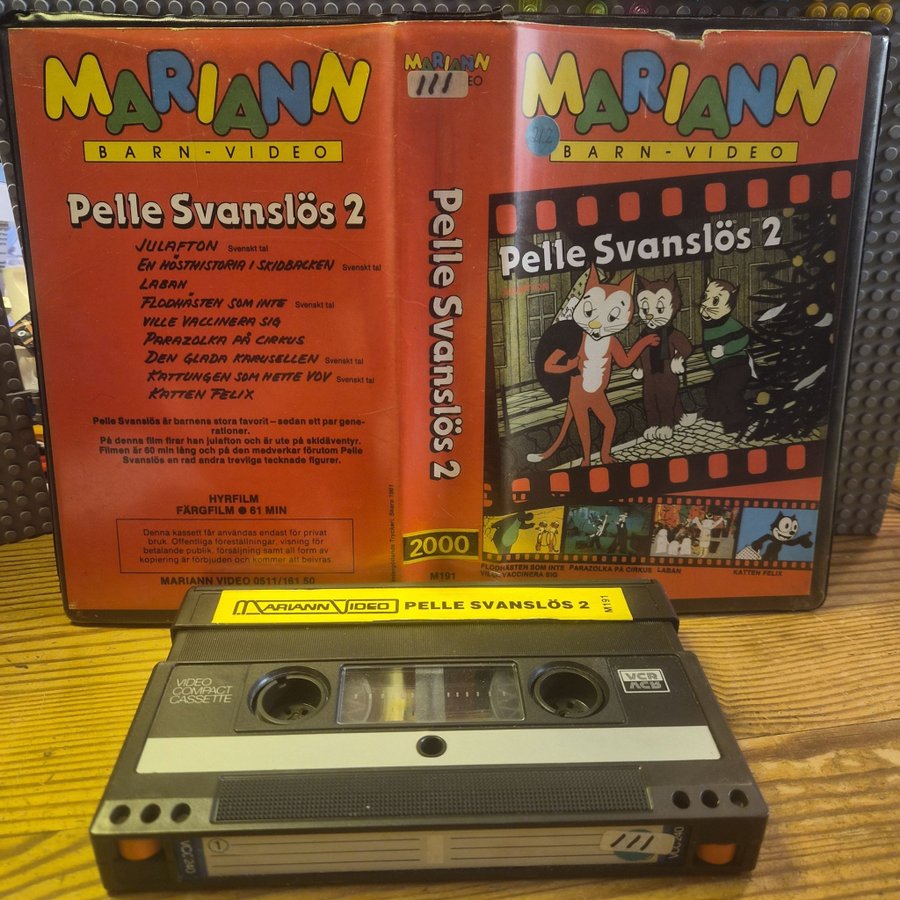 MARIANN
BARN-VIDEO
Pelle Svanslös 2
JULAFTON Svenskt tal
EN HÖSTHISTORIA I SKIDBACKEN Svenskt tal
LABAN
FLODHÄSTEN SOM INTE Svenskt tal
VILLE VACCINERA SIG
PARAZOLKA PÅ CIRKUS
DEN GLADA KARUSELLEN Svenskt tal
KATTUNGEN SOM HETTE VOV Svenskt tal
KATTEN FELIX
Pelle Svanslös är barnens stora favorit – sedan ett par gene-
rationer.
På denna film firar han julafton och är ute på skidäventyr.
Filmen är 60 min lång och på den medverkar förutom Pelle
Svanslös en rad andra trevliga tecknade figurer.
HYRFILM
FÄRGFILM ● 61 MIN
Denna kassett får användas endast för privat
bruk. Offentliga föreställningar, visning för
betalande publik, försäljning samt all form av
kopiering är förbjuden och kommer att beivras.
MARIANN VIDEO 0511/161 50
MARIANN
111
Pelle Svanslös 2
Tryckeri, Skara 1981
2000
M191
MARIANN
242
BARN-VIDEO
Pelle Svanslös 2
JULAFTON
FLODHÄSTEN SOM INTE
VILLE VACCINERA SIG
PARAZOLKA PÅ CIRKUS
LABAN
KATTEN FELIX
MARIANN VIDEO PELLE SVANSLÖS 2 M191
VIDEO
COMPACT
CASSETTE
VCR
VCR
1
111